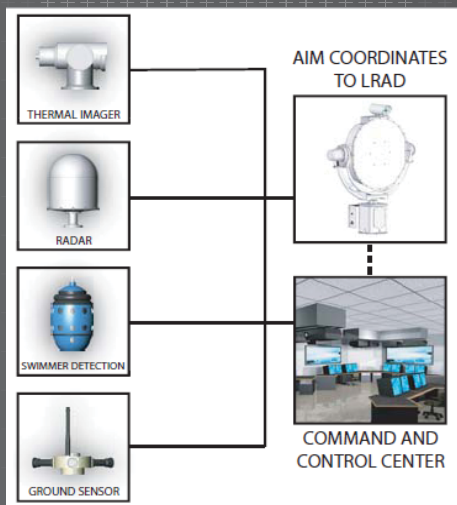 THERMAL IMAGER
RADAR
SWIMMER DETECTION
GROUND SENSOR
AIM COORDINATES
TO LRAD
COMMAND AND
CONTROL CENTER